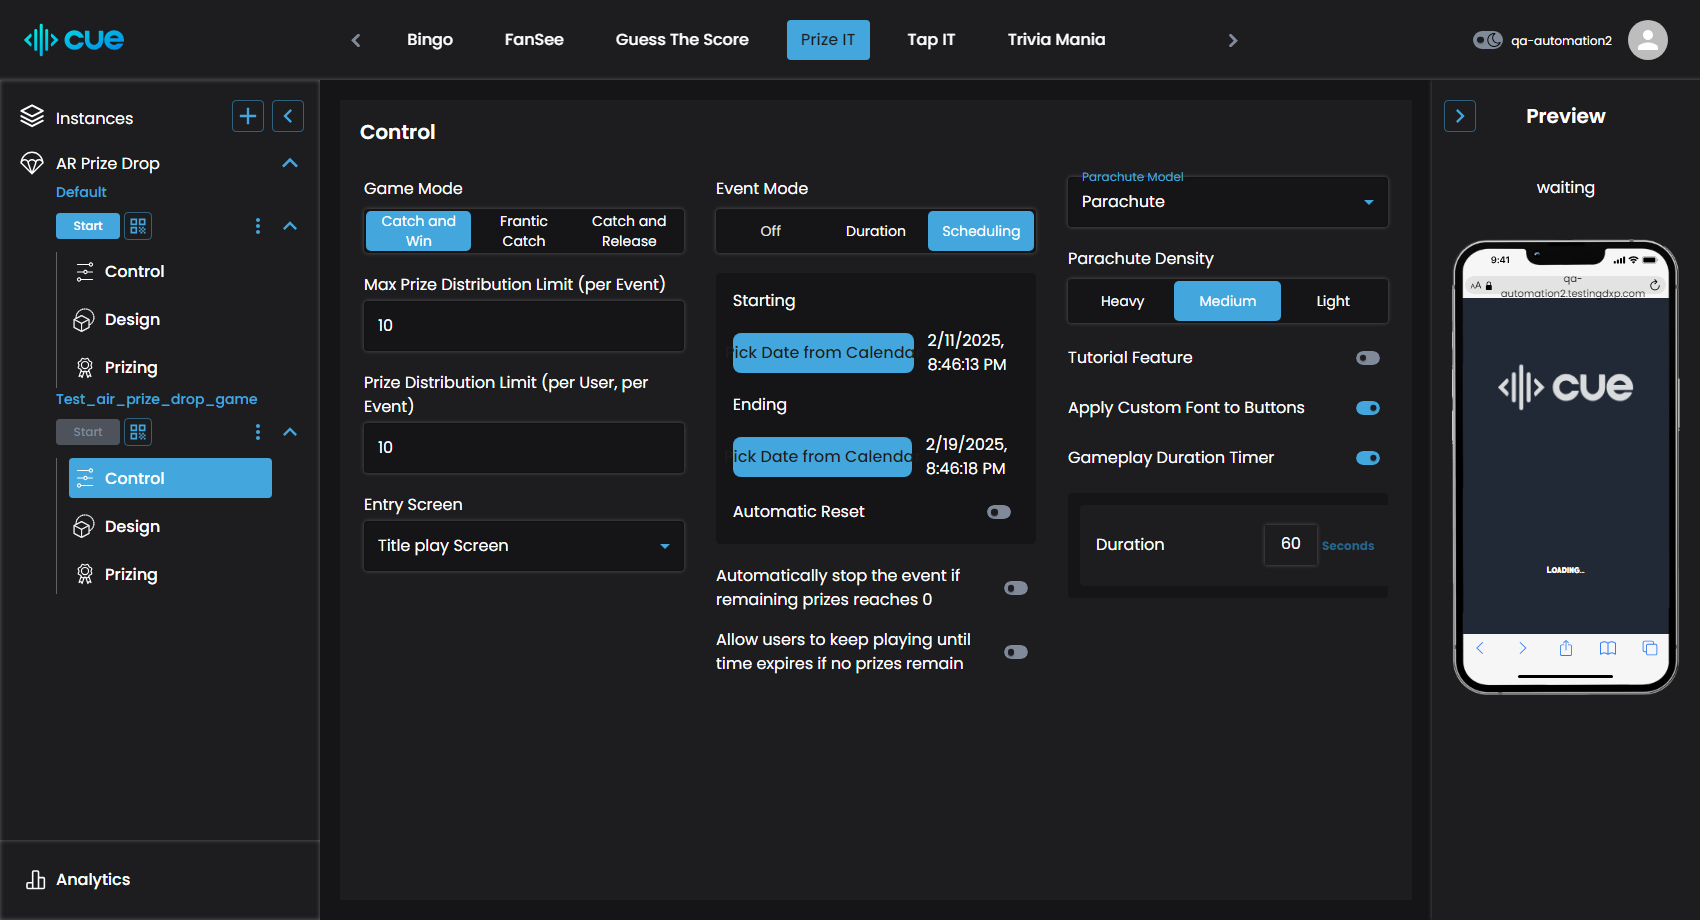 cue
Bingo
FanSee
Guess The Score
Prize IT
Tap IT
Trivia Mania
qa-automation2
Instances
AR Prize Drop
Default
Start
Control
Design
Prizing
Test_air_prize_drop_game
Start
Control
Design
Prizing
Analytics
Control
Game Mode
Catch and
Win
Frantic
Catch
Catch and
Release
Max Prize Distribution Limit (per Event)
10
Prize Distribution Limit (per User, per
Event)
10
Entry Screen
Title play Screen
Event Mode
Off
Duration
Scheduling
Starting
Pick Date from Calendar
2/11/2025,
8:46:13 PM
Ending
Pick Date from Calendar
2/19/2025,
8:46:18 PM
Automatic Reset
Automatically stop the event if
remaining prizes reaches 0
Allow users to keep playing until
time expires if no prizes remain
Parachute Model
Parachute
Parachute Density
Heavy
Medium
Light
Tutorial Feature
Apply Custom Font to Buttons
Gameplay Duration Timer
Duration
60
Seconds
Preview
waiting
9:41
AA
qa-
automation2.testingdxp.com
cue
LOADING...